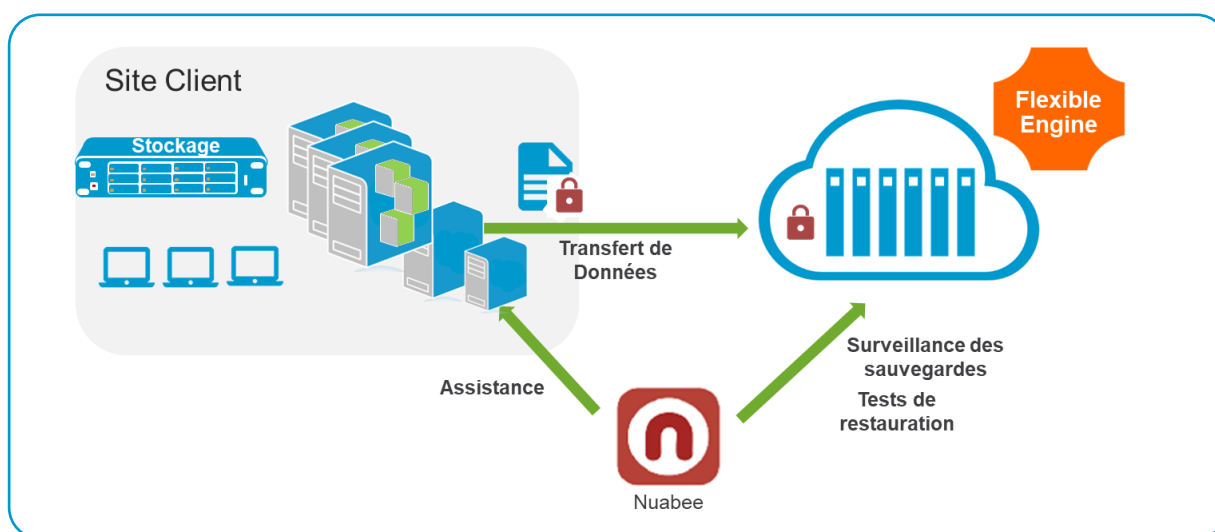 Site Client
Stockage
Flexible
Engine
Transfert de
Données
Assistance
Surveillance des
sauvegardes
Tests de
restauration
n
Nuabee